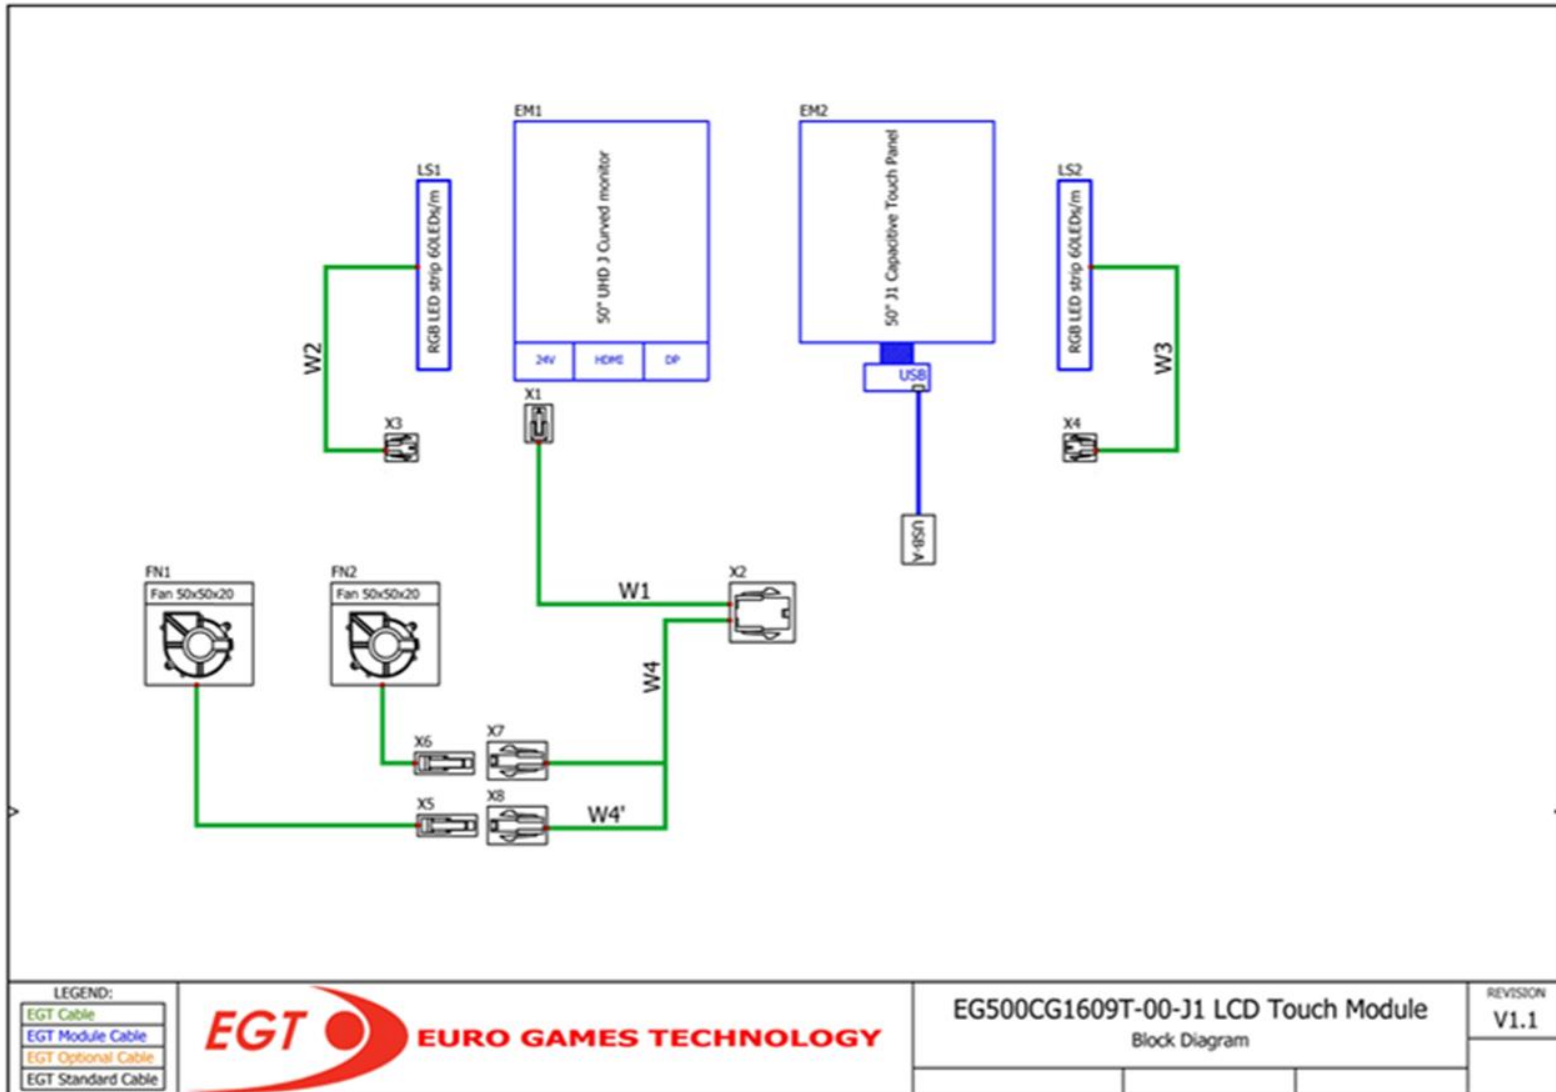 EM1
EM2
LS1
LS2
RGB LED strip 60LEDs/m
50" UHD J Curved monitor
50" J1 Capacitive Touch Panel
RGB LED strip 60LEDs/m
24V
HDMI
DP
USB
W2
W3
X1
X3
X4
USB-A
FN1
FN2
X2
Fan 50x50x20
Fan 50x50x20
W1
W4
X6
X7
X5
X8
W4'
LEGEND:
EGT Cable
EGT Module Cable
EGT Optional Cable
EGT Standard Cable
EGT
EURO GAMES TECHNOLOGY
EG500CG1609T-00-J1 LCD Touch Module
Block Diagram
REVISION
V1.1